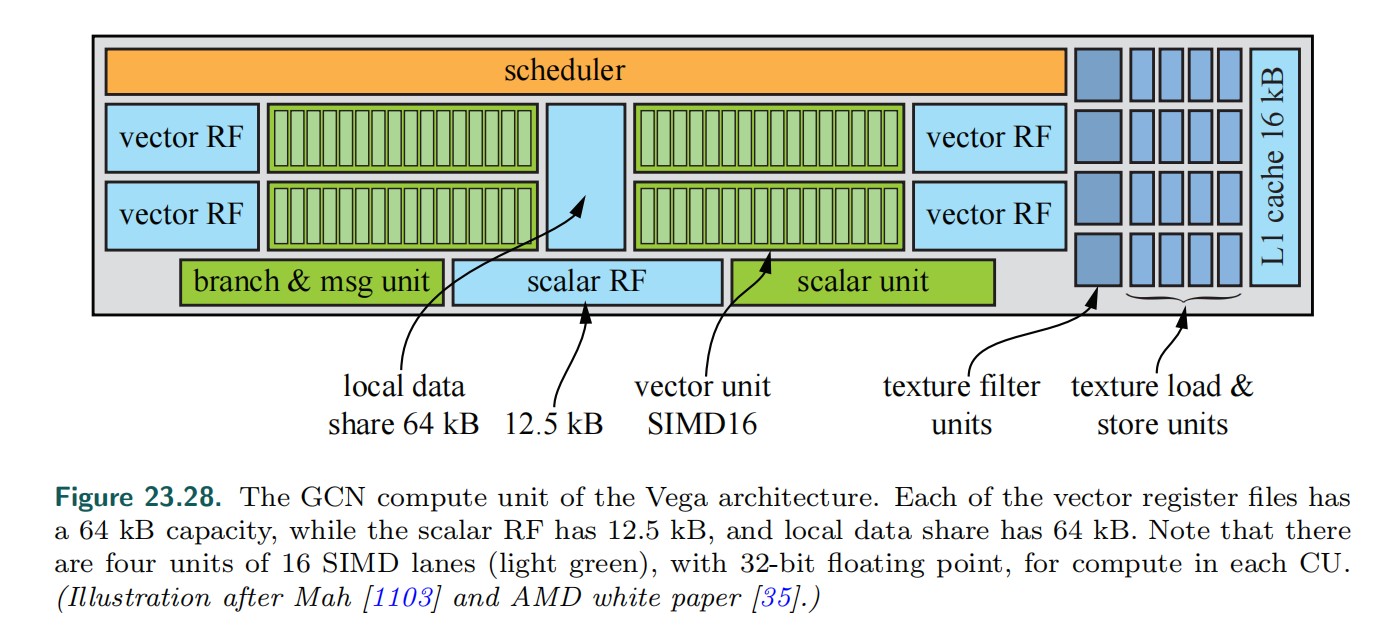 scheduler
vector RF
vector RF
vector RF
vector RF
L1 cache 16 kB
branch & msg unit
scalar RF
scalar unit
local data
share 64 kB
12.5 kB
vector unit
SIMD16
texture filter
units
texture load &
store units
Figure 23.28. The GCN compute unit of the Vega architecture. Each of the vector register files has
a 64 kB capacity, while the scalar RF has 12.5 kB, and local data share has 64 kB. Note that there
are four units of 16 SIMD lanes (light green), with 32-bit floating point, for compute in each CU.
(Illustration after Mah [1103] and AMD white paper [35].)